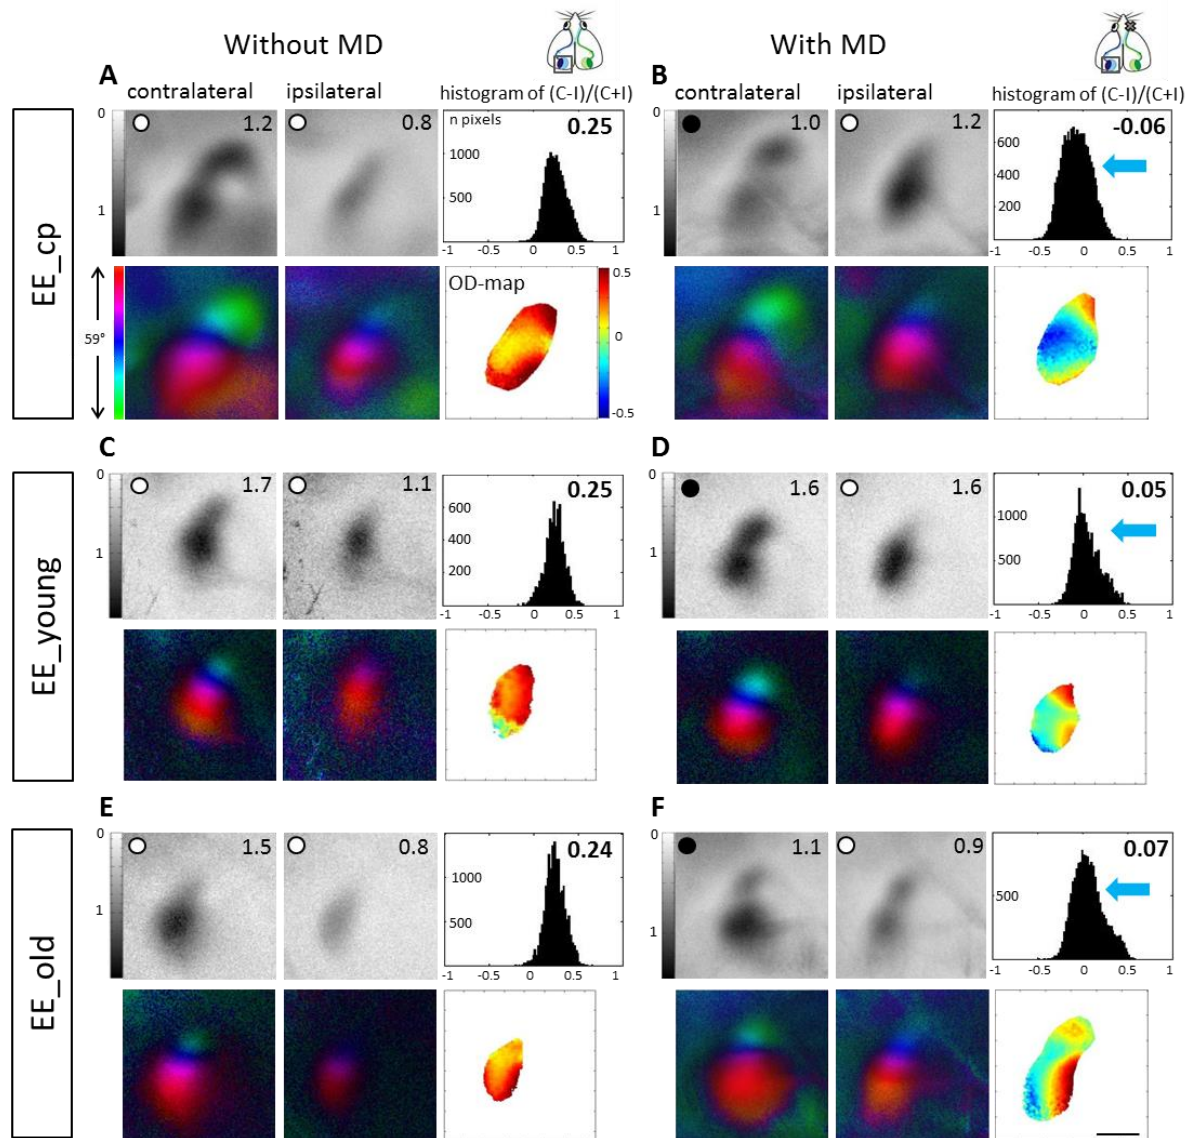 Without MD
With MD
A
contralateral
ipsilateral
histogram of (C-I)/(C+I)
B
contralateral
ipsilateral
histogram of (C-I)/(C+I)
EE_cp
0
1
1.2
0.8
n pixels
0.25
1000
500
-1 -0.5 0 0.5 1
0
1
1.0
1.2
-0.06
600
400
200
-1 -0.5 0 0.5 1
59°
OD-map
0.5
0
-0.5
C
D
EE_young
0
1
1.7
1.1
0.25
600
400
200
-1 -0.5 0 0.5 1
0
1
1.6
1.6
0.05
1000
500
-1 -0.5 0 0.5 1
E
F
EE_old
0
1
1.5
0.8
0.24
1000
500
-1 -0.5 0 0.5 1
0
1
1.1
0.9
0.07
500
-1 -0.5 0 0.5 1